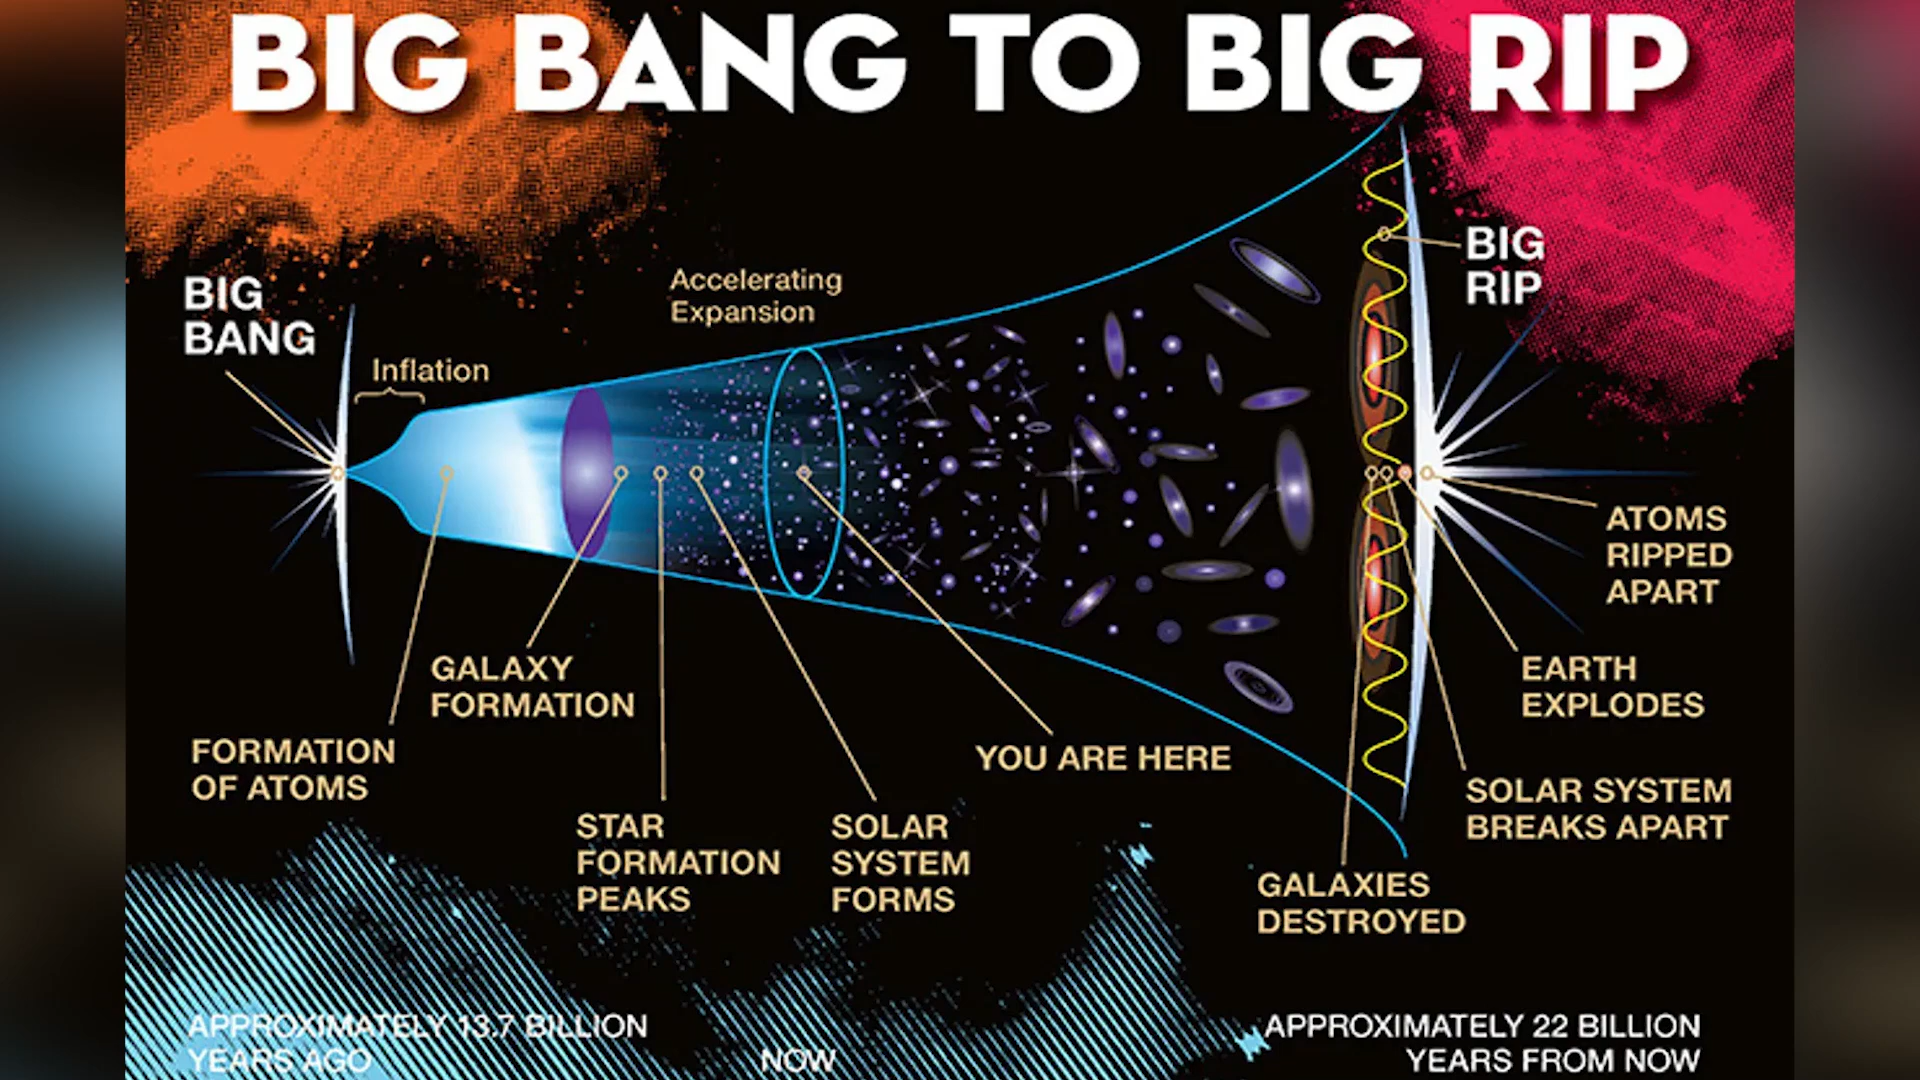 BIG BANG TO BIG RIP
BIG
BANG
Inflation
Accelerating
Expansion
BIG
RIP
ATOMS
RIPPED
APART
EARTH
EXPLODES
SOLAR SYSTEM
BREAKS APART
GALAXIES
DESTROYED
YOU ARE HERE
SOLAR
SYSTEM
FORMS
STAR
FORMATION
PEAKS
GALAXY
FORMATION
FORMATION
OF ATOMS
APPROXIMATELY 13.7 BILLION
YEARS AGO
NOW
APPROXIMATELY 22 BILLION
YEARS FROM NOW